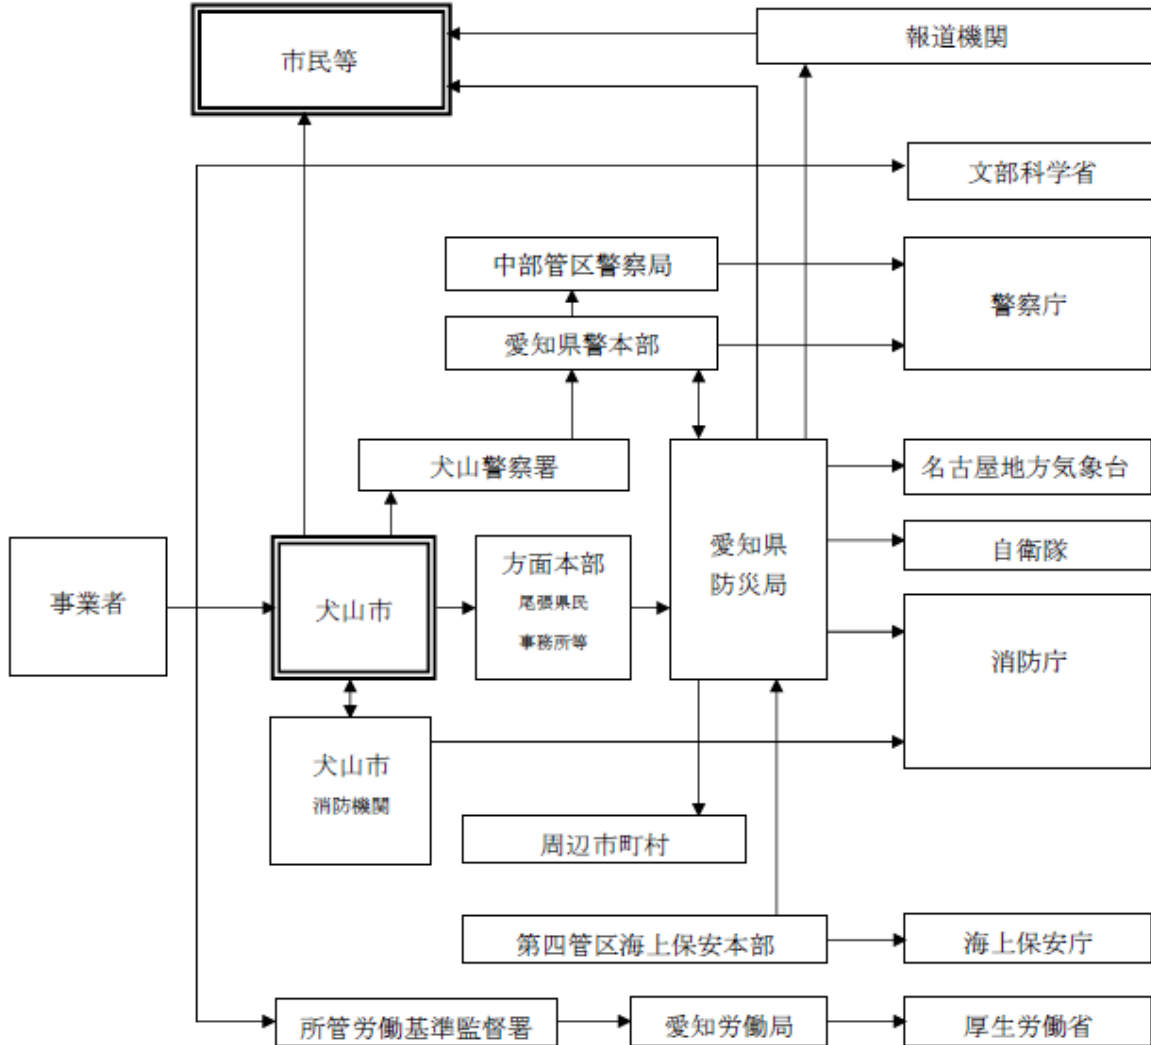 市民等
報道機関
文部科学省
中部管区警察局
警察庁
愛知県警本部
犬山警察署
名古屋地方気象台
愛知県
防災局
自衛隊
事業者
犬山市
方面本部
尾張県民
事務所等
消防庁
犬山市
消防機関
周辺市町村
第四管区海上保安本部
海上保安庁
所管労働基準監督署
愛知労働局
厚生労働省